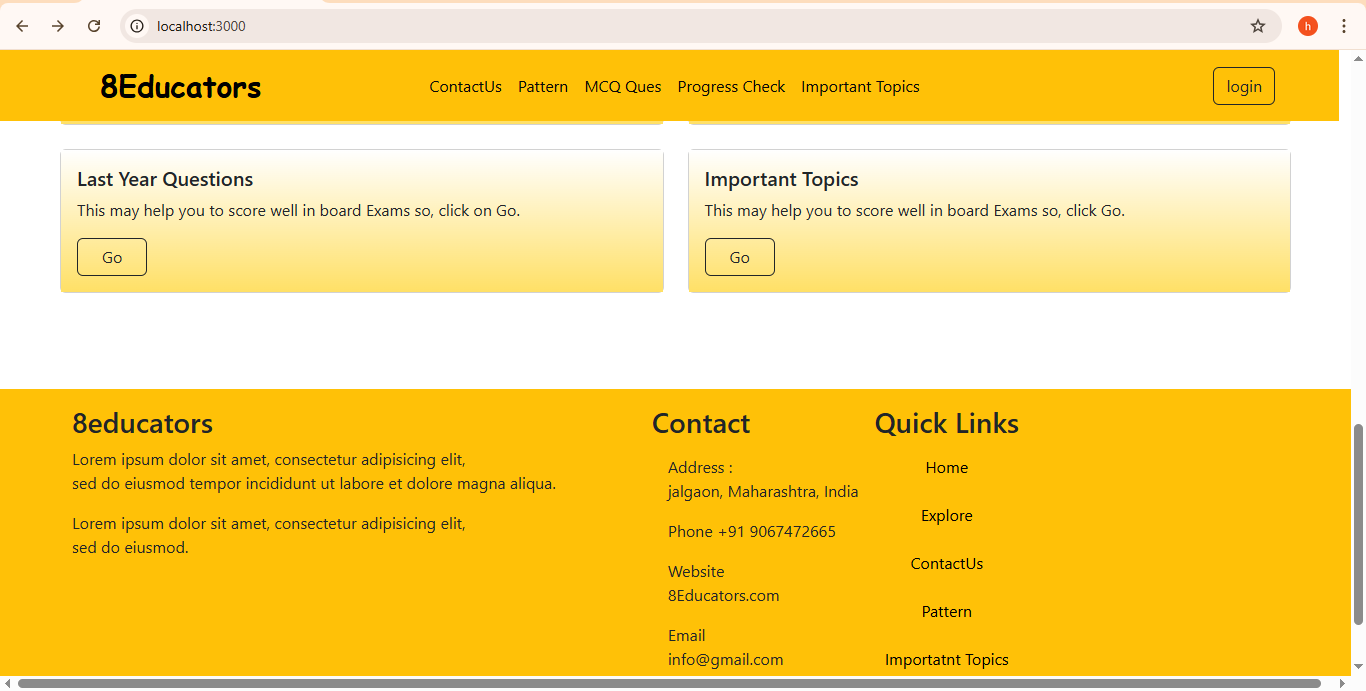 localhost:3000
h
8Educators
ContactUs Pattern MCQ Ques Progress Check Important Topics
login
Last Year Questions
This may help you to score well in board Exams so, click on Go.
Go
Important Topics
This may help you to score well in board Exams so, click Go.
Go
8educators
Lorem ipsum dolor sit amet, consectetur adipisicing elit,
sed do eiusmod tempor incididunt ut labore et dolore magna aliqua.
Lorem ipsum dolor sit amet, consectetur adipisicing elit,
sed do eiusmod.
Contact
Address :
jalgaon, Maharashtra, India
Phone +91 9067472665
Website
8Educators.com
Email
info@gmail.com
Quick Links
Home
Explore
ContactUs
Pattern
Importatnt Topics